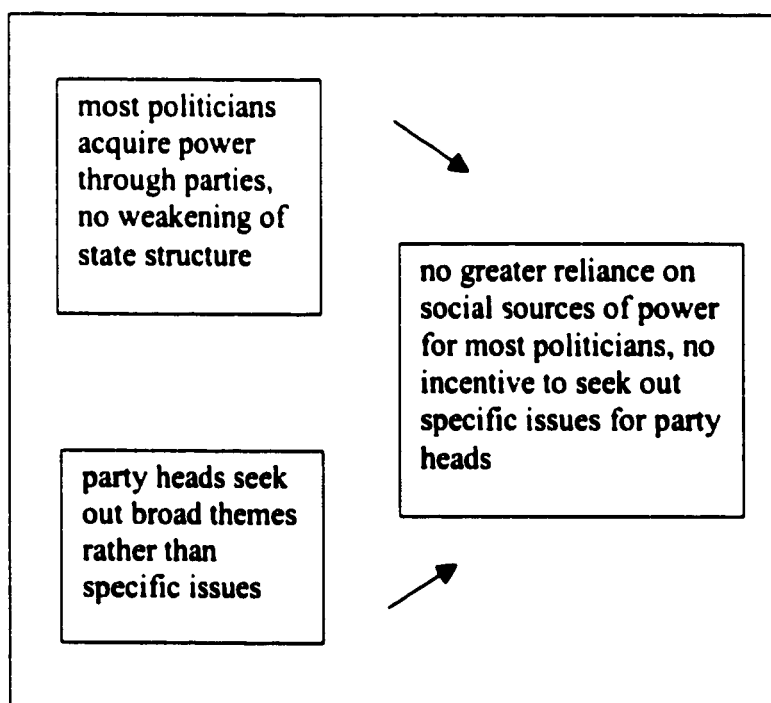 most politicians
acquire power
through parties,
no weakening of
state structure
party heads seek
out broad themes
rather than
specific issues
no greater reliance on
social sources of power
for most politicians, no
incentive to seek out
specific issues for party
heads